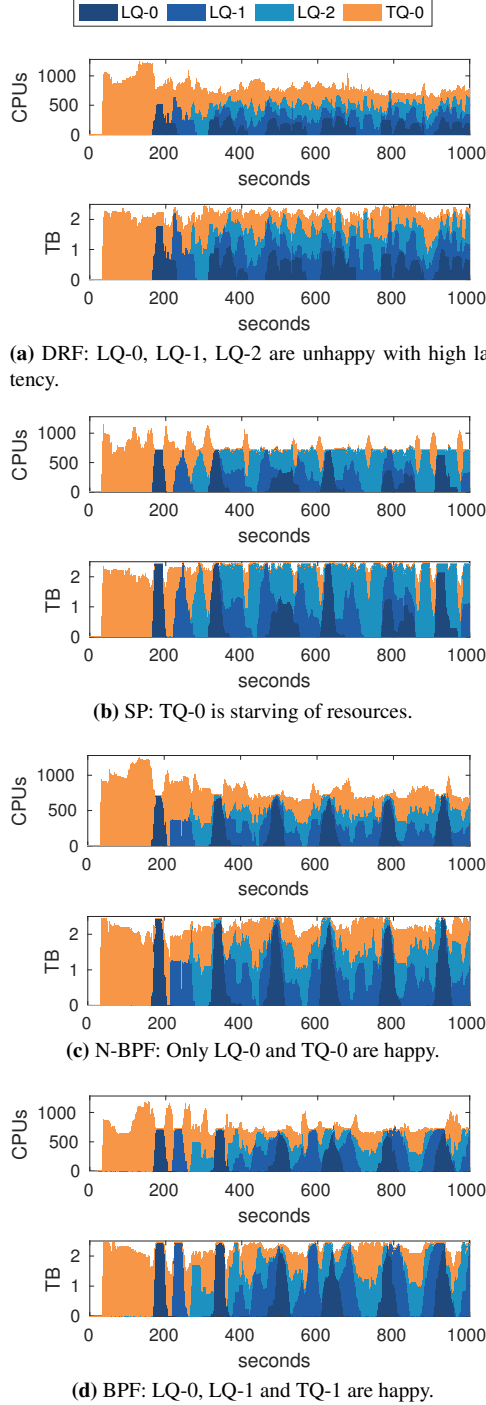 LQ-0 LQ-1 LQ-2 TQ-0
1000
500
0
CPUs
0 200 400 600 800 1000
seconds
2
1
0
TB
0 200 400 600 800 1000
seconds
(a) DRF: LQ-0, LQ-1, LQ-2 are unhappy with high la-
tency.
1000
500
0
CPUs
0 200 400 600 800 1000
seconds
2
1
0
TB
0 200 400 600 800 1000
seconds
(b) SP: TQ-0 is starving of resources.
1000
500
0
CPUs
0 200 400 600 800 1000
seconds
2
1
0
TB
0 200 400 600 800 1000
seconds
(c) N-BPF: Only LQ-0 and TQ-0 are happy.
1000
500
0
CPUs
0 200 400 600 800 1000
seconds
2
1
0
TB
0 200 400 600 800 1000
seconds
(d) BPF: LQ-0, LQ-1 and TQ-1 are happy.